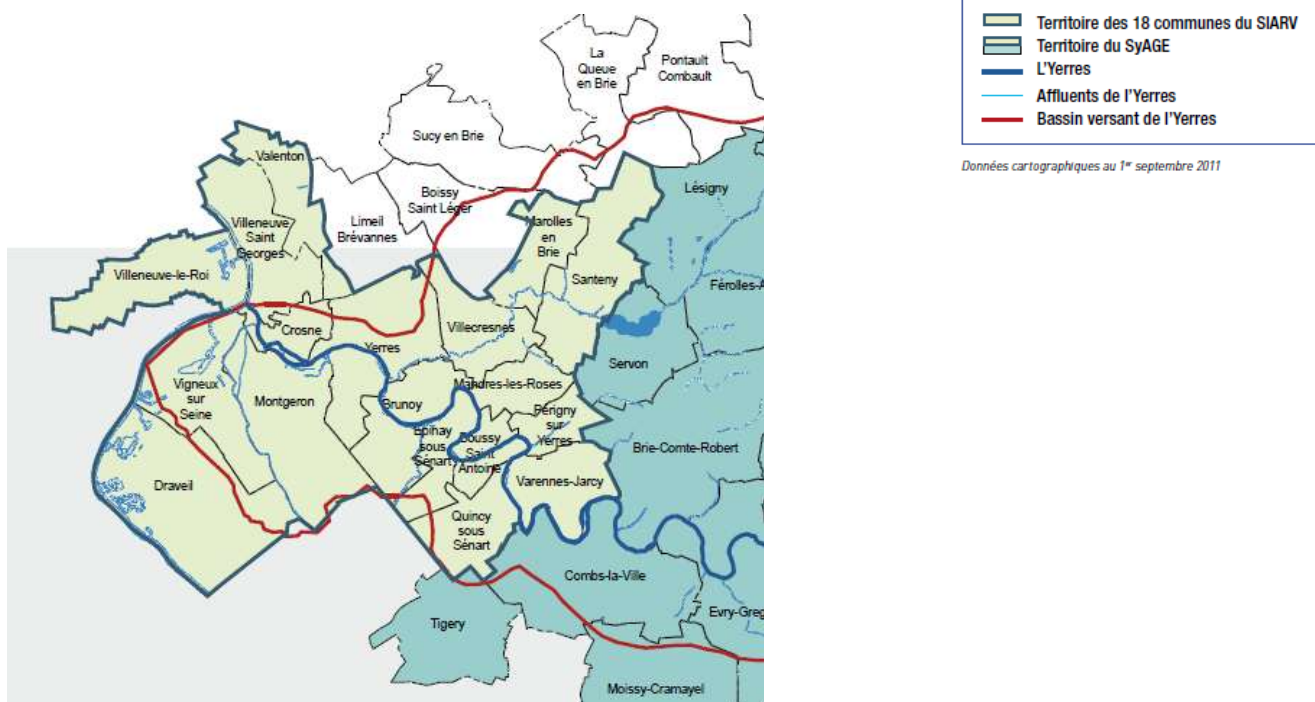 Territoire des 18 communes du SIARV
Territoire du SyAGE
L'Yerres
Affluents de l'Yerres
Bassin versant de l'Yerres
Données cartographiques au 1er septembre 2011
La
Queue
en Brie
Pontault
Combault
Sucy en Brie
Valenton
Boissy
Saint Léger
Limeil
Brévannes
Lésigny
Villeneuve
Saint
Georges
Marolles
en
Brie
Villeneuve-le-Roi
Santeny
Férolles-A
Crosne
Villecresnes
Yerres
Servon
Vigneux
sur
Seine
Montgeron
Mandres-les-Roses
Brunoy
Périgny
sur
Yerres
Epinay
sous
Sénart
Boussy
Saint
Antoine
Brie-Comte-Robert
Draveil
Varennes-Jarcy
Quincy
sous
Sénart
Combs-la-Ville
Evry-Greg
Tigery
Moissy-Cramayel